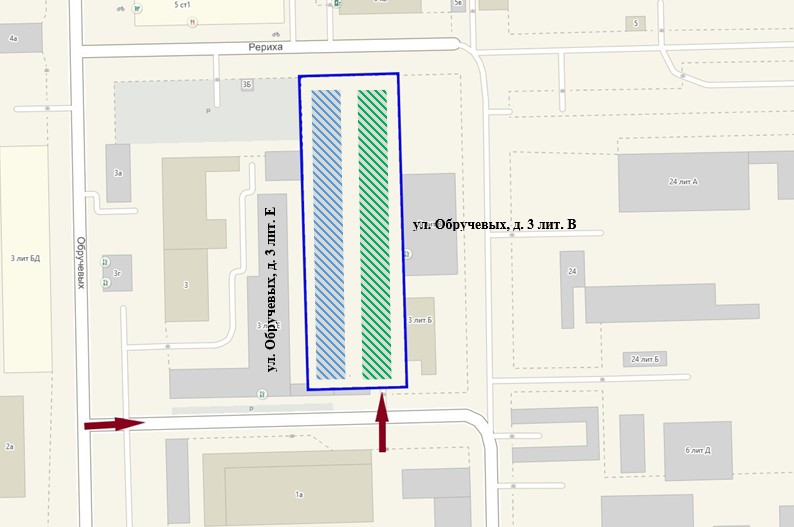 5 ст1
5в
4а
5
Рериха
3Б
P
3а
24 лит А
ул. Обручевых, д. 3 лит. В
ул. Обручевых, д. 3 лит. Е
Обручевых
3 лит БД
3г
3
24
3 лит Б
24 лит Б
P
2а
1а
6 лит Д